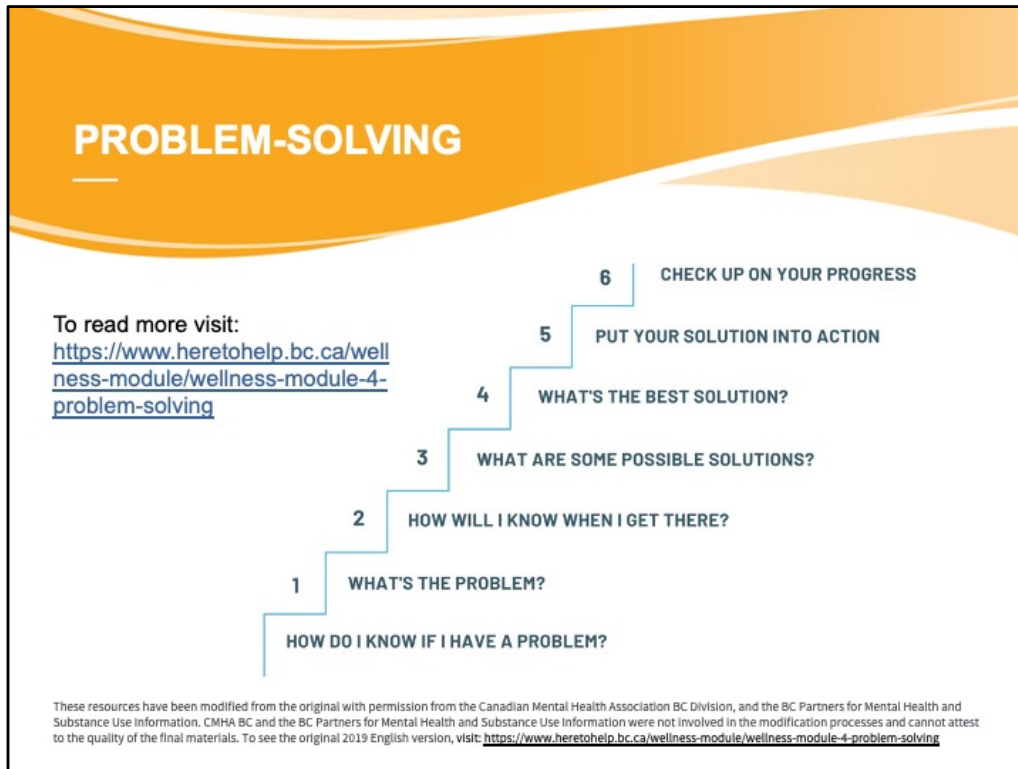 PROBLEM-SOLVING
To read more visit:
https://www.heretohelp.bc.ca/well
ness-module/wellness-module-4-
problem-solving
6 CHECK UP ON YOUR PROGRESS
5 PUT YOUR SOLUTION INTO ACTION
4 WHAT'S THE BEST SOLUTION?
3 WHAT ARE SOME POSSIBLE SOLUTIONS?
2 HOW WILL I KNOW WHEN I GET THERE?
1 WHAT'S THE PROBLEM?
HOW DO I KNOW IF I HAVE A PROBLEM?
These resources have been modified from the original with permission from the Canadian Mental Health Association BC Division, and the BC Partners for Mental Health and
Substance Use Information. CMHA BC and the BC Partners for Mental Health and Substance Use Information were not involved in the modification processes and cannot attest
to the quality of the final materials. To see the original 2019 English version, visit: https://www.heretohelp.bc.ca/wellness-module/wellness-module-4-problem-solving